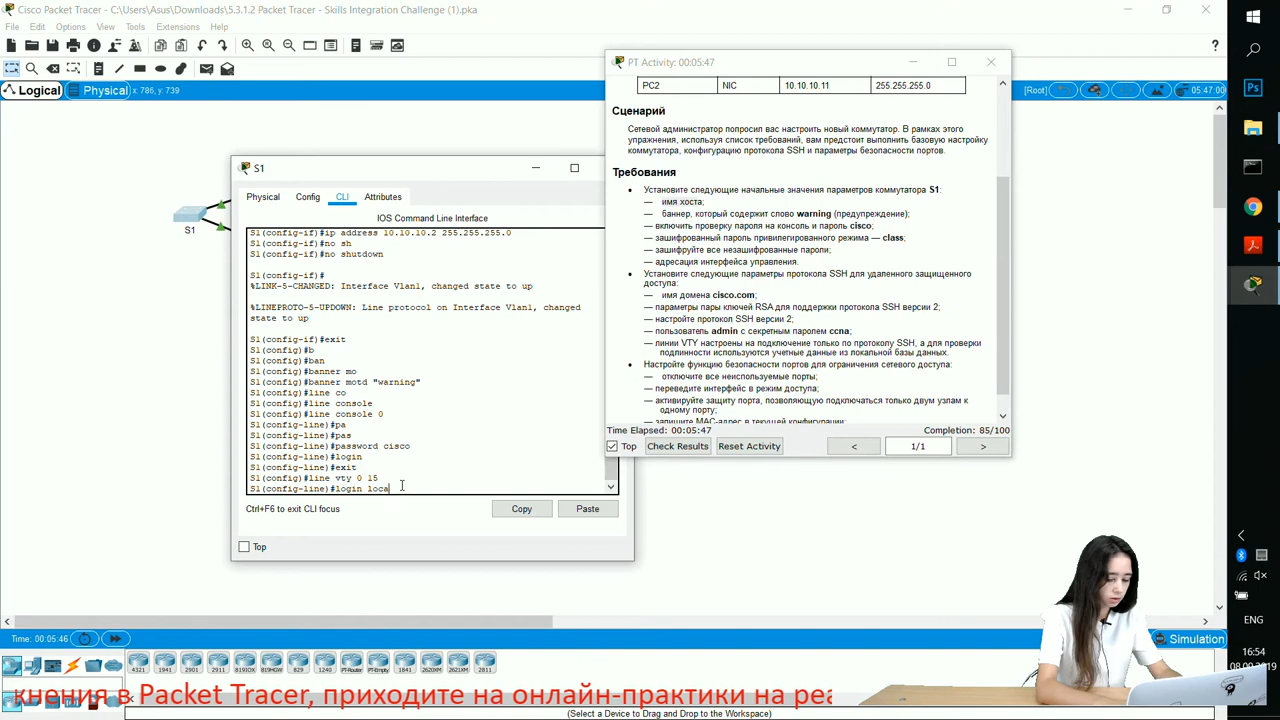 Cisco Packet Tracer - C:\Users\Asus\Downloads\5.3.1.2 Packet Tracer - Skills Integration Challenge (1).pka
File Edit Options View Tools Extensions Help
Logical Physical x: 786, y: 739
[Root] 05:47:00
S1
S1
Physical Config CLI Attributes
IOS Command Line Interface
S1(config-if)#ip address 10.10.10.2 255.255.255.0
S1(config-if)#no sh
S1(config-if)#no shutdown
S1(config-if)#
%LINK-5-CHANGED: Interface Vlan1, changed state to up
%LINEPROTO-5-UPDOWN: Line protocol on Interface Vlan1, changed
state to up
S1(config-if)#exit
S1(config)#b
S1(config)#ban
S1(config)#banner mo
S1(config)#banner motd "warning"
S1(config)#line co
S1(config)#line console
S1(config)#line console 0
S1(config-line)#pa
S1(config-line)#pas
S1(config-line)#password cisco
S1(config-line)#login
S1(config-line)#exit
S1(config)#line vty 0 15
S1(config-line)#login loca
Ctrl+F6 to exit CLI focus
Copy Paste
Top
PT Activity: 00:05:47
PC2 NIC 10.10.10.11 255.255.255.0
Сценарий
Сетевой администратор попросил вас настроить новый коммутатор. В рамках этого
упражнения, используя список требований, вам предстоит выполнить базовую настройку
коммутатора, конфигурацию протокола SSH и параметры безопасности портов.
Требования
• Установите следующие начальные значения параметров коммутатора S1:
— имя хоста;
— баннер, который содержит слово warning (предупреждение);
— включить проверку пароля на консоль и пароль cisco;
— зашифрованный пароль привилегированного режима — class;
— зашифруйте все незашифрованные пароли;
— адресация интерфейса управления.
• Установите следующие параметры протокола SSH для удаленного защищенного
доступа:
— имя домена cisco.com;
— параметры пары ключей RSA для поддержки протокола SSH версии 2;
— настройте протокол SSH версии 2;
— пользователь admin с секретным паролем ccna;
— линии VTY настроены на подключение только по протоколу SSH, а для проверки
подлинности используются учетные данные из локальной базы данных.
• Настройте функцию безопасности портов для ограничения сетевого доступа:
— отключите все неиспользуемые порты;
— переведите интерфейс в режим доступа;
— активируйте защиту порта, позволяющую подключаться только двум узлам к
одному порту;
— запишите MAC-адрес в текущей конфигурации;
Time Elapsed: 00:05:47 Completion: 85/100
Top Check Results Reset Activity < 1/1 >
Time: 00:05:46
Simulation
4321 1941 2901 2911 819IOX 819HGW 829 1240 PT-Router PT-Empty 1841 2620XM 2621XM 2811
кнения в Packet Tracer, приходите на онлайн-практики на реа
(Select a Device to Drag and Drop to the Workspace)
Ps
ENG
16:54